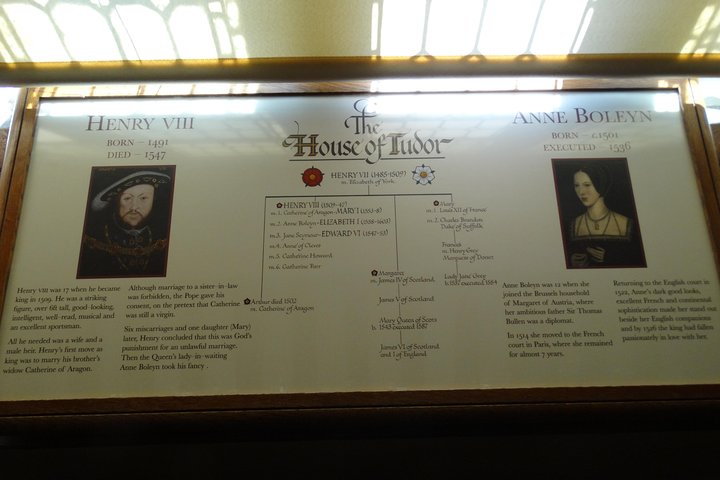 HENRY VIII
BORN – 1491
DIED – 1547
Henry VIII was 17 when he became
king in 1509. He was a striking
figure, over 6ft tall, good-looking,
intelligent, well-read, musical and
an excellent sportsman.
All he needed was a wife and a
male heir. Henry's first move as
king was to marry his brother's
widow Catherine of Aragon.
Although marriage to a sister-in-law
was forbidden, the Pope gave his
consent, on the pretext that Catherine
was still a virgin.
Six miscarriages and one daughter (Mary)
later, Henry concluded that this was God's
punishment for an unlawful marriage.
Then the Queen's lady-in-waiting
Anne Boleyn took his fancy.
The
House of Tudor
HENRY VII (1485-1509)
m. Elizabeth of York
HENRY VIII (1509-47)
m.1. Catherine of Aragon - MARY I (1553-8)
m.2. Anne Boleyn - ELIZABETH I (1558-1603)
m.3. Jane Seymour - EDWARD VI (1547-53)
m.4. Anne of Cleves
m.5. Catherine Howard
m.6. Catherine Parr
Arthur died 1502
m. Catherine of Aragon
Margaret
m. James IV of Scotland
James V of Scotland
Mary Queen of Scots
b. 1543 executed 1587
James VI of Scotland
and I of England
Mary
m. 1. Louis XII of France
m. 2. Charles Brandon
Duke of Suffolk
Frances
m. Henry Grey
Marquess of Dorset
Lady Jane Grey
b. 1537 executed
ANNE BOLEYN
BORN – c1501
EXECUTED – 1536
Anne Boleyn was 12 when she
joined the Brussels household
of Margaret of Austria, where
her ambitious father Sir Thomas
Bullen was a diplomat.
In 1514 she moved to the French
court in Paris, where she remained
for almost 7 years.
Returning to the English court in
1522, Anne's dark good looks,
excellent French and continental
sophistication made her stand out
beside her English companions
and by 1526 the king had fallen
passionately in love with her.